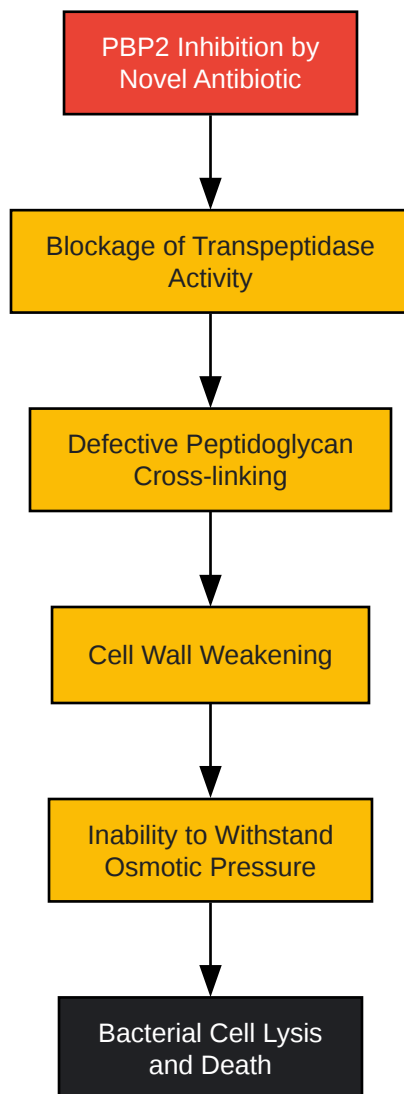 PBP2 Inhibition by
Novel Antibiotic
Blockage of Transpeptidase
Activity
Defective Peptidoglycan
Cross-linking
Cell Wall Weakening
Inability to Withstand
Osmotic Pressure
Bacterial Cell Lysis
and Death